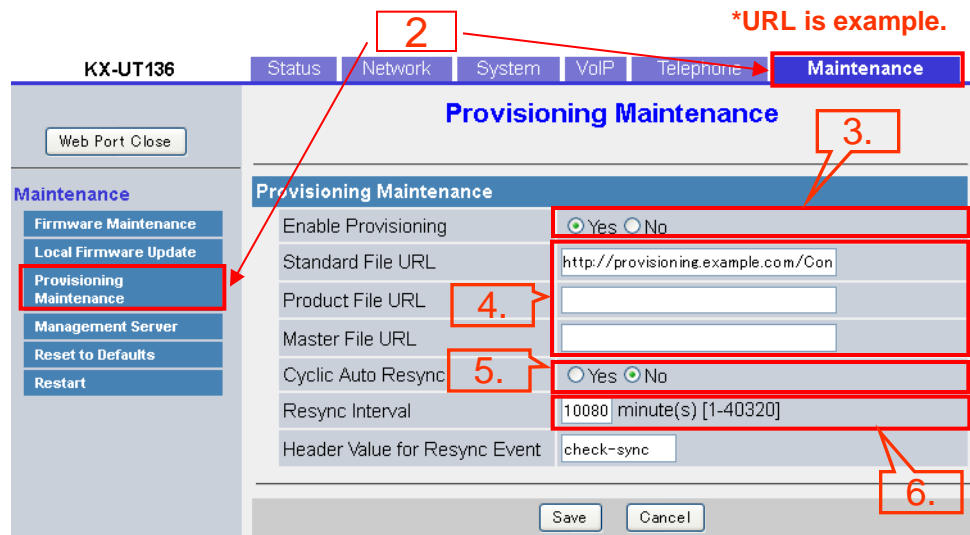 2
*URL is example.
KX-UT136
Status Network System VoIP Telephone Maintenance
Web Port Close
Provisioning Maintenance
3.
Maintenance
Firmware Maintenance
Local Firmware Update
Provisioning
Maintenance
Management Server
Reset to Defaults
Restart
Provisioning Maintenance
Enable Provisioning Yes No
Standard File URL http://provisioning.example.com/Con
Product File URL
4.
Master File URL
Cyclic Auto Resync 5. Yes No
Resync Interval 10080 minute(s) [1-40320]
Header Value for Resync Event check-sync
6.
Save Cancel